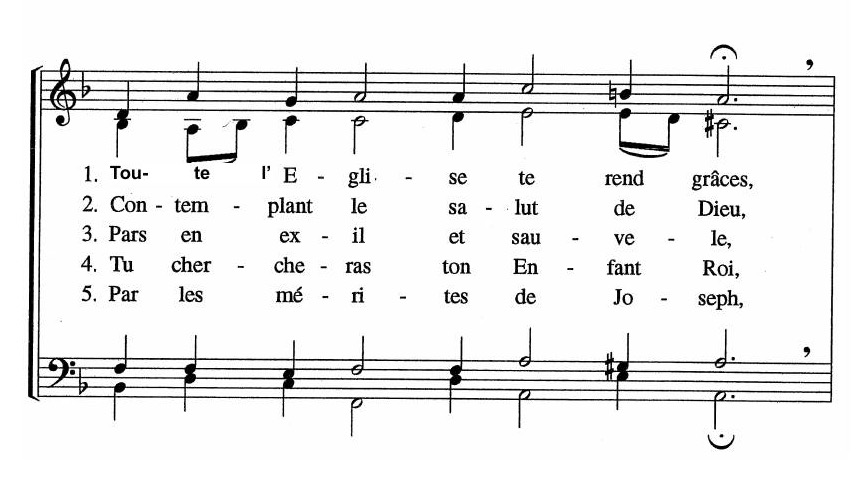 1. Tou- te l' E - gli - se te rend grâces,
2. Con - tem - plant le sa - lut de Dieu,
3. Pars en ex - il et sau - ve - le,
4. Tu cher - che - ras ton En - fant Roi,
5. Par les mé - ri - tes de Jo - seph,